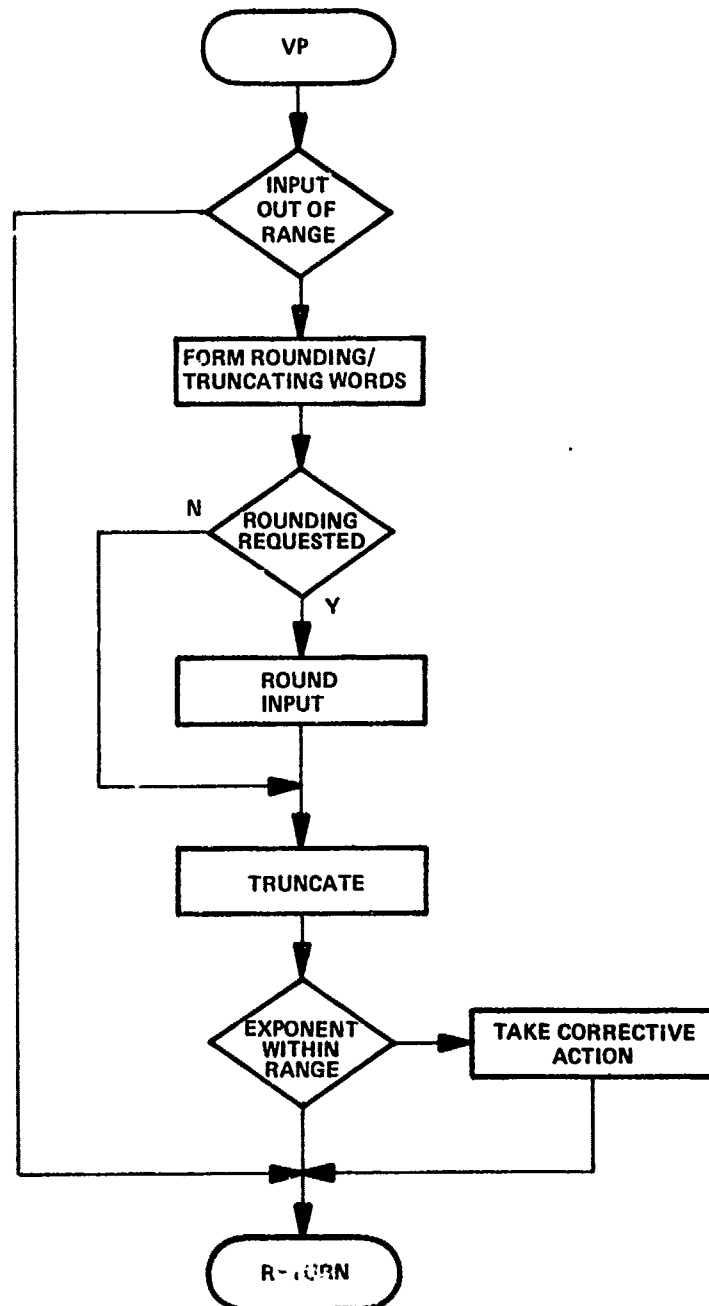 VP
INPUT
OUT OF
RANGE
FORM ROUNDING/
TRUNCATING WORDS
N
ROUNDING
REQUESTED
Y
ROUND
INPUT
TRUNCATE
EXPONENT
WITHIN
RANGE
TAKE CORRECTIVE
ACTION
RETURN